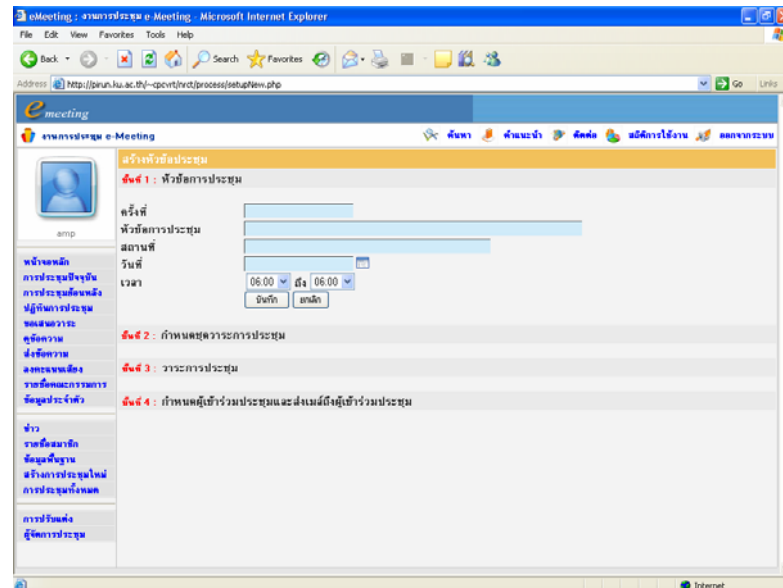 eMeeting : งานการประชุม e-Meeting - Microsoft Internet Explorer
File Edit View Favorites Tools Help
Back Search Favorites
Address http://pirun.ku.ac.th/~cpcvrt/nrct/process/setupNew.php Go Links
emeeting
งานการประชุม e-Meeting ค้นหา คำแนะนำ ติดต่อ สถิติการใช้งาน ออกจากระบบ
สร้างหัวข้อประชุม
ขั้นที่ 1 : หัวข้อการประชุม
amp
ครั้งที่
หัวข้อการประชุม
สถานที่
วันที่
เวลา 06:00 ถึง 06:00
บันทึก ยกเลิก
ขั้นที่ 2 : กำหนดชุดวาระการประชุม
ขั้นที่ 3 : วาระการประชุม
ขั้นที่ 4 : กำหนดผู้เข้าร่วมประชุมและส่งเมล์ถึงผู้เข้าร่วมประชุม
หน้าจอหลัก
การประชุมปัจจุบัน
การประชุมย้อนหลัง
ปฏิทินการประชุม
ขอเสนอวาระ
ดูข้อความ
ส่งข้อความ
ลงคะแนนเสียง
รายชื่อคณะกรรมการ
ข้อมูลประจำตัว
ข่าว
รายชื่อสมาชิก
ข้อมูลพื้นฐาน
สร้างการประชุมใหม่
การประชุมทั้งหมด
การปรับแต่ง
ผู้จัดการประชุม
Internet